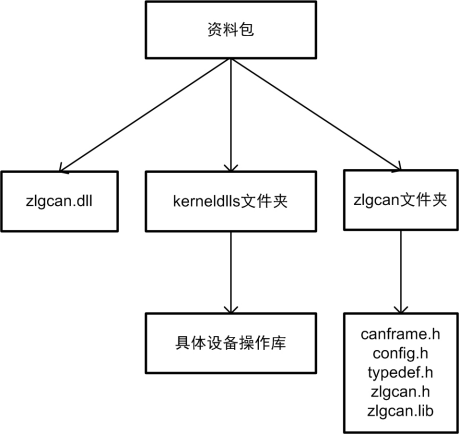 资料包
zlgcan.dll
kerneldlls文件夹
zlgcan文件夹
具体设备操作库
canframe.h
config.h
typedef.h
zlgcan.h
zlgcan.lib